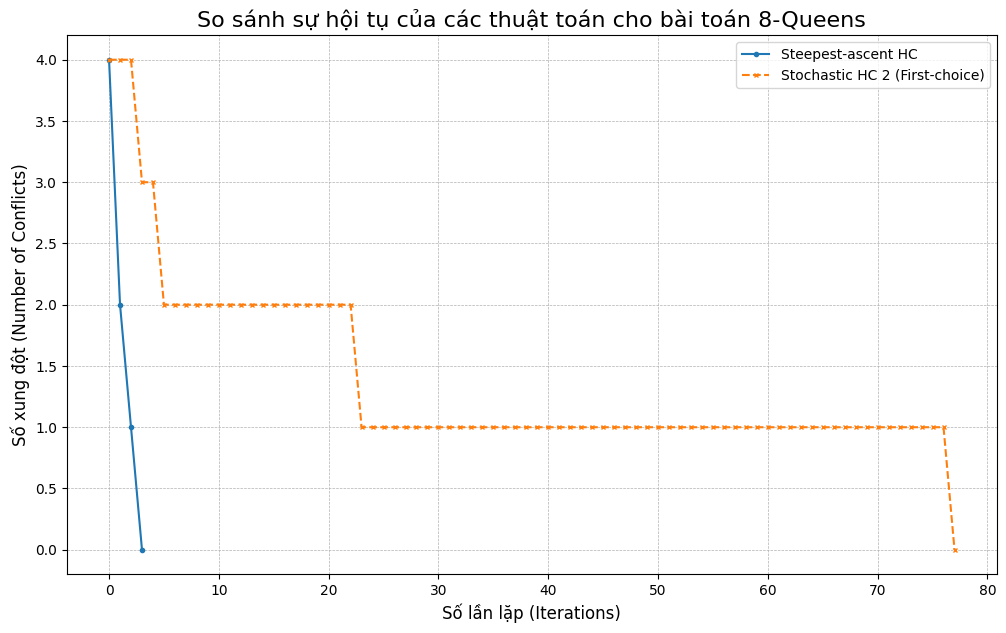 So sánh sự hội tụ của các thuật toán cho bài toán 8-Queens
Steepest-ascent HC
Stochastic HC 2 (First-choice)
Số xung đột (Number of Conflicts)
4.0
3.5
3.0
2.5
2.0
1.5
1.0
0.5
0.0
0 10 20 30 40 50 60 70 80
Số lần lặp (Iterations)